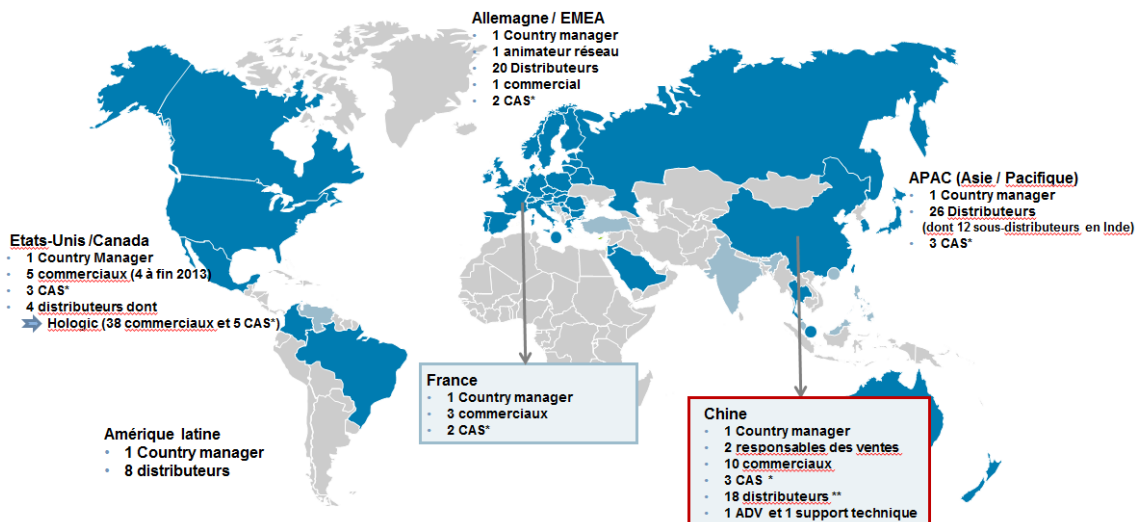 Allemagne / EMEA
• 1 Country manager
• 1 animateur réseau
• 20 Distributeurs
• 1 commercial
• 2 CAS*
APAC (Asie / Pacifique)
• 1 Country manager
• 26 Distributeurs
(dont 12 sous-distributeurs en Inde)
• 3 CAS*
Etats-Unis /Canada
• 1 Country Manager
• 5 commerciaux (4 à fin 2013)
• 3 CAS*
• 4 distributeurs dont
Hologic (38 commerciaux et 5 CAS*)
France
• 1 Country manager
• 3 commerciaux
• 2 CAS*
Chine
• 1 Country manager
• 2 responsables des ventes
• 10 commerciaux
• 3 CAS *
• 18 distributeurs **
• 1 ADV et 1 support technique
Amérique latine
• 1 Country manager
• 8 distributeurs